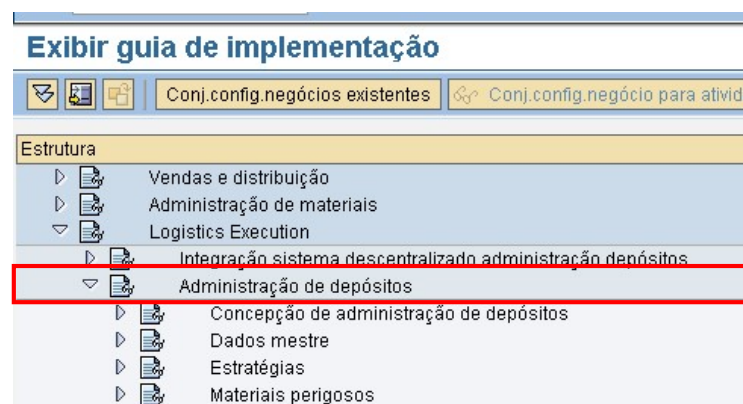 Exibir guia de implementação
Conj.config.negócios existentes Conj.config.negócio para ativid
Estrutura
Vendas e distribuição
Administração de materiais
Logistics Execution
Integração sistema descentralizado administração depósitos
Administração de depósitos
Concepção de administração de depósitos
Dados mestre
Estratégias
Materiais perigosos